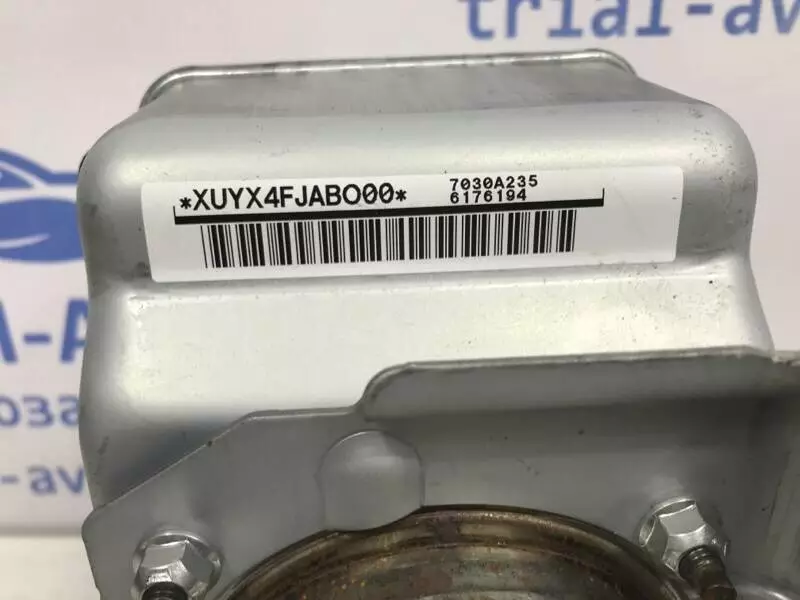 trial-av
*XUYX4FJABO00* 7030A235
6176194
А-А
оза
l-av